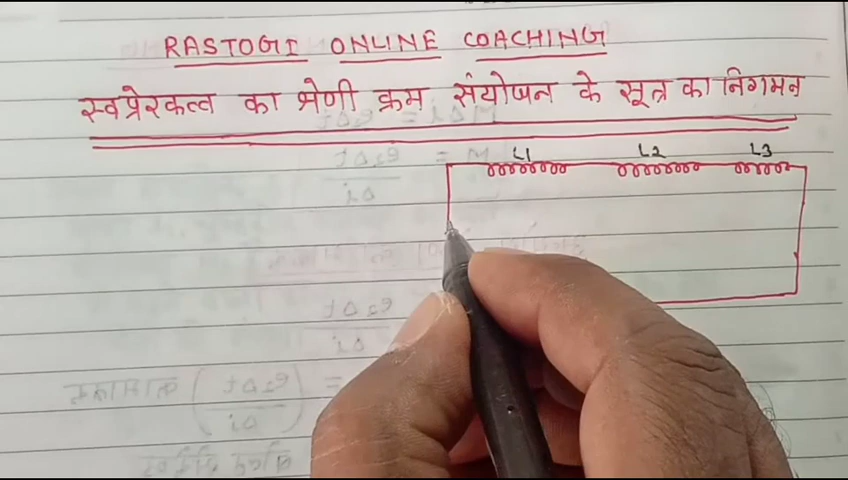 RASTOGI ONLINE COACHING
स्वप्रेरकत्व का श्रेणी क्रम संयोजन के सूत्र का निगमन
L1 L2 L3